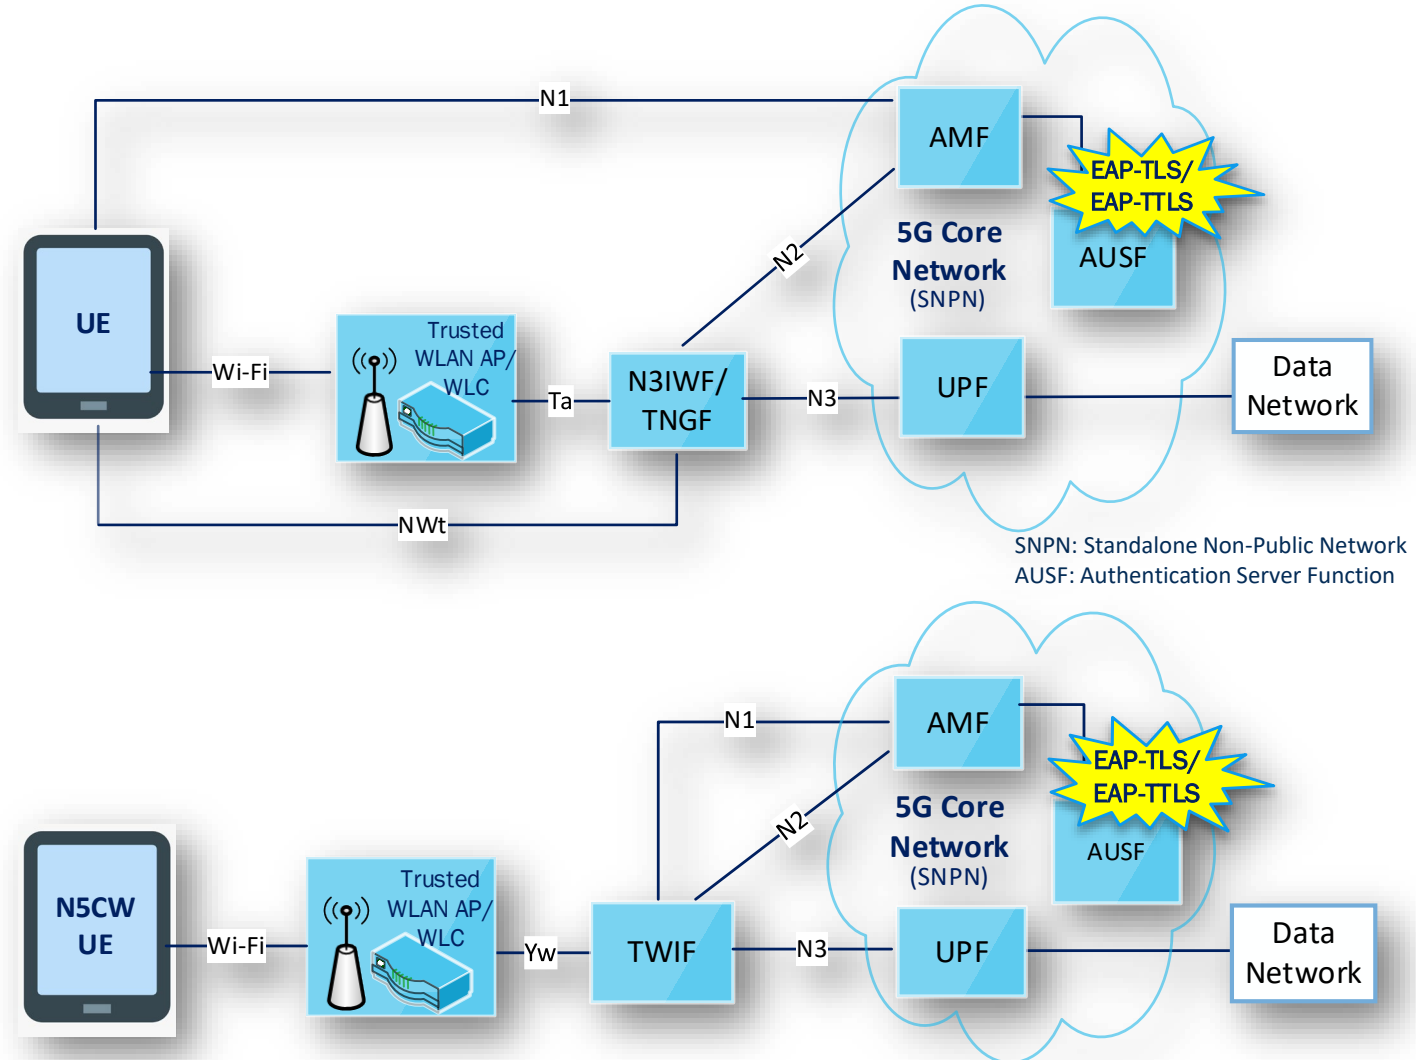 N1
AMF
EAP-TLS/
EAP-TTLS
AUSF
5G Core
Network
(SNPN)
N2
UE
Wi-Fi
Trusted
WLAN AP/
WLC
Ta
N3IWF/
TNGF
N3
UPF
Data
Network
NWt
SNPN: Standalone Non-Public Network
AUSF: Authentication Server Function
N1
AMF
EAP-TLS/
EAP-TTLS
AUSF
5G Core
Network
(SNPN)
N2
N5CW
UE
Wi-Fi
Trusted
WLAN AP/
WLC
Yw
TWIF
N3
UPF
Data
Network